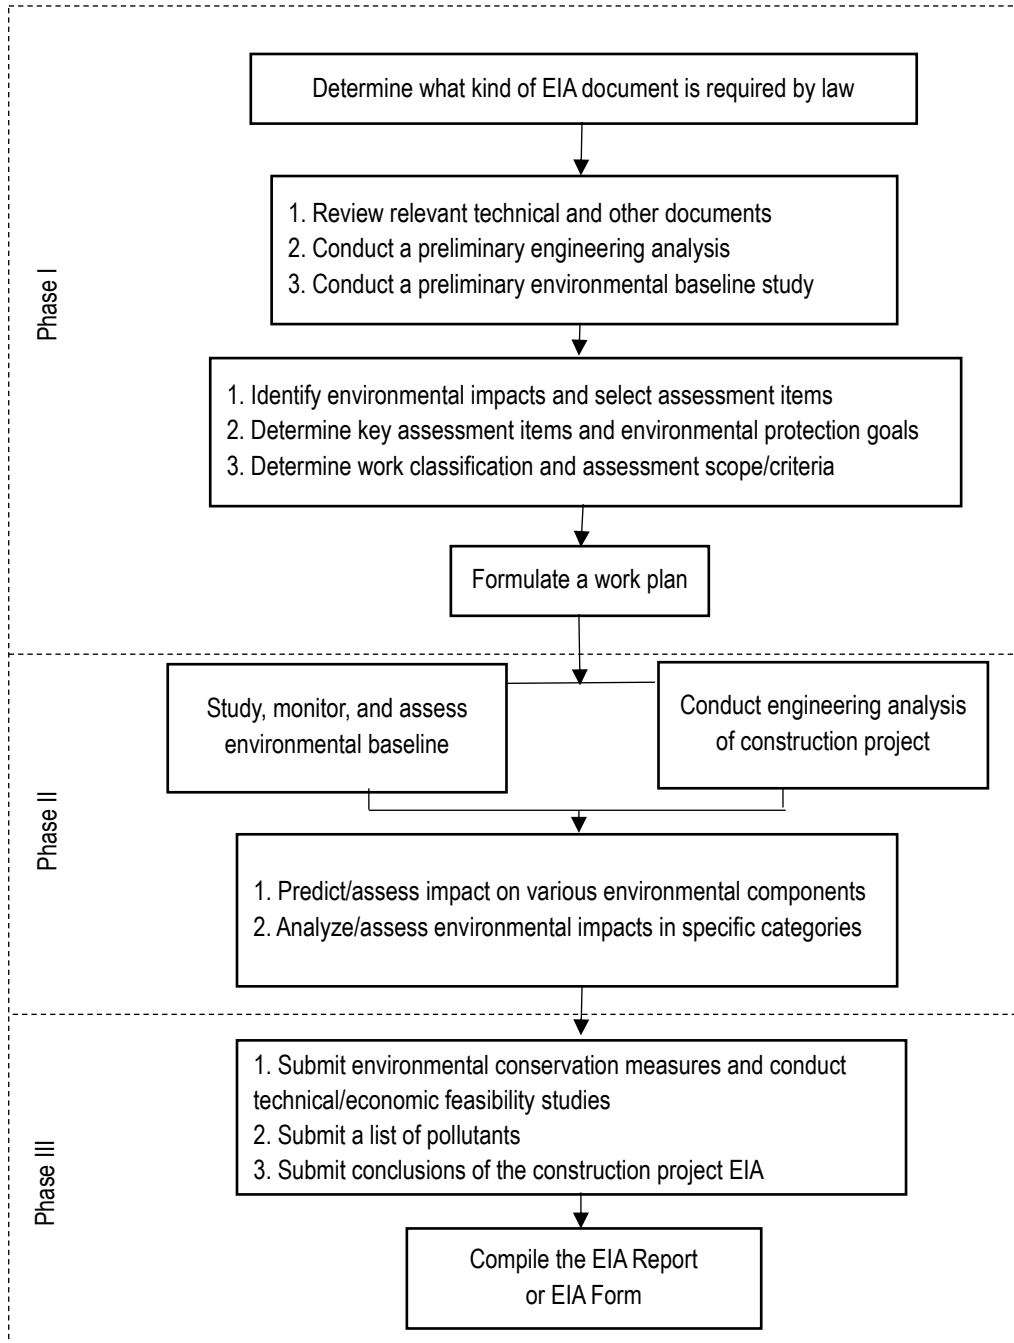 Determine what kind of EIA document is required by law
1. Review relevant technical and other documents
2. Conduct a preliminary engineering analysis
3. Conduct a preliminary environmental baseline study
Phase I
1. Identify environmental impacts and select assessment items
2. Determine key assessment items and environmental protection goals
3. Determine work classification and assessment scope/criteria
Formulate a work plan
Study, monitor, and assess
environmental baseline
Conduct engineering analysis
of construction project
Phase II
1. Predict/assess impact on various environmental components
2. Analyze/assess environmental impacts in specific categories
1. Submit environmental conservation measures and conduct
technical/economic feasibility studies
2. Submit a list of pollutants
3. Submit conclusions of the construction project EIA
Phase III
Compile the EIA Report
or EIA Form